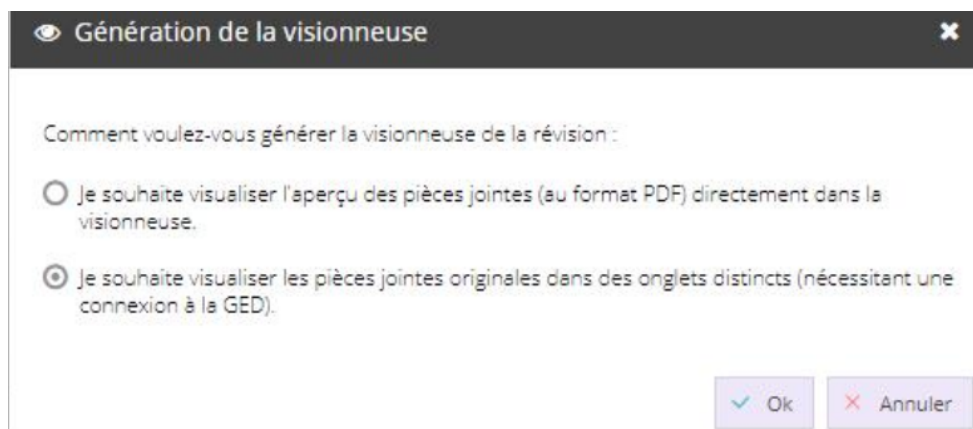 Génération de la visionneuse
Comment voulez-vous générer la visionneuse de la révision :
Je souhaite visualiser l'aperçu des pièces jointes (au format PDF) directement dans la
visionneuse.
Je souhaite visualiser les pièces jointes originales dans des onglets distincts (nécessitant une
connexion à la GED).
Ok
Annuler